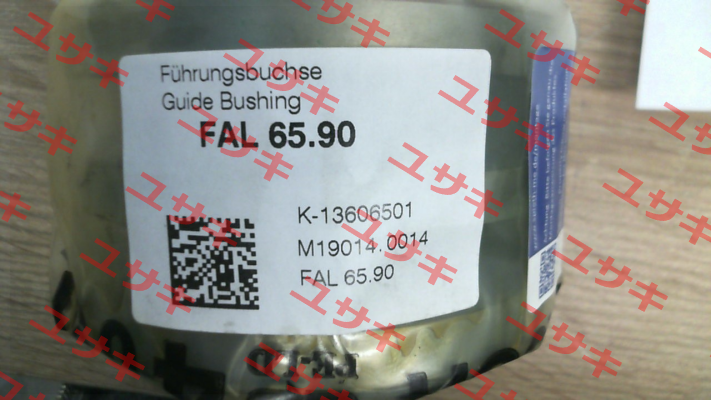 Führungsbuchse
Guide Bushing
FAL 65.90
K-13606501
M19014.0014
FAL 65.90
ユサキ